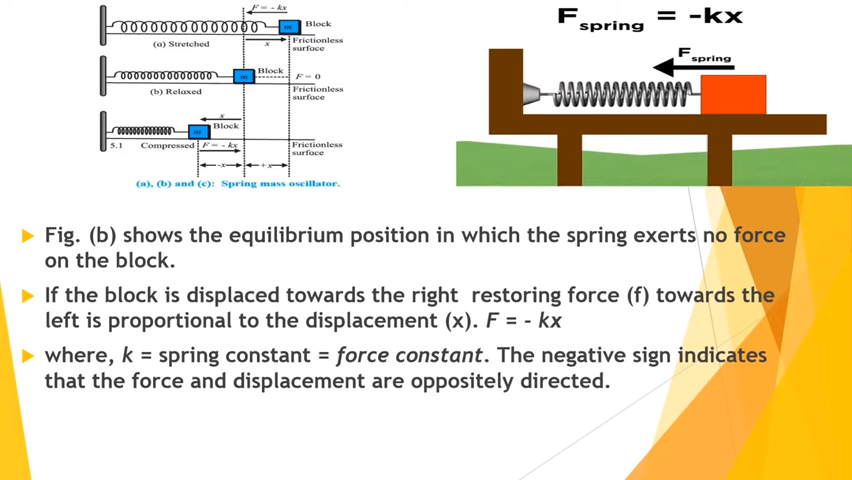 F = - kx
m
Block
(a) Stretched
x
Frictionless
surface
Block
m
F = 0
(b) Relaxed
Frictionless
surface
x
m
Block
5.1
Compressed
F = - kx
Frictionless
surface
-x
+x
(a), (b) and (c): Spring mass oscillator.
Fspring = -kx
Fspring
Fig. (b) shows the equilibrium position in which the spring exerts no force
on the block.
If the block is displaced towards the right restoring force (f) towards the
left is proportional to the displacement (x). F = - kx
where, k = spring constant = force constant. The negative sign indicates
that the force and displacement are oppositely directed.